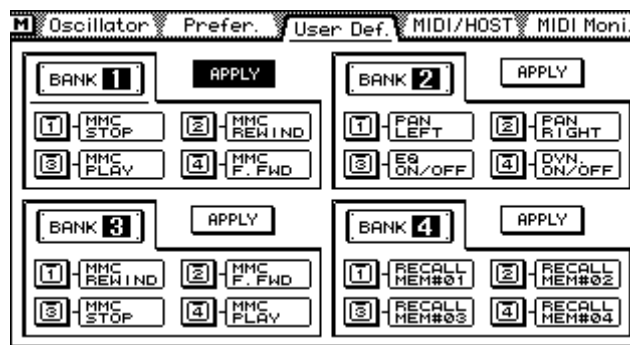 M Oscillator Prefer. User Def. MIDI/HOST MIDI Moni.
BANK 1 APPLY
1 MMC STOP 2 MMC REWIND
3 MMC PLAY 4 MMC F.FWD
BANK 2 APPLY
1 PAN LEFT 2 PAN RIGHT
3 EQ ON/OFF 4 DYN. ON/OFF
BANK 3 APPLY
1 MMC REWIND 2 MMC F.FWD
3 MMC STOP 4 MMC PLAY
BANK 4 APPLY
1 RECALL MEM#01 2 RECALL MEM#02
3 RECALL MEM#03 4 RECALL MEM#04